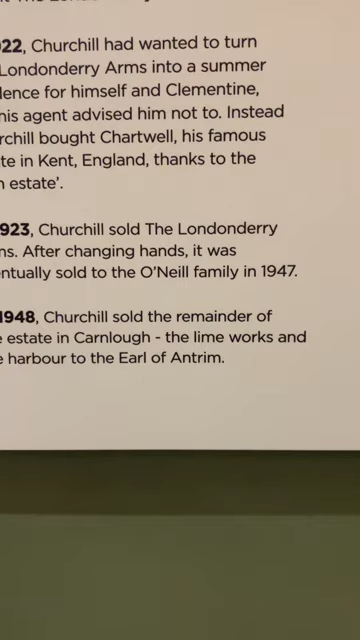 22, Churchill had wanted to turn
Londonderry Arms into a summer
dence for himself and Clementine,
his agent advised him not to. Instead
rchill bought Chartwell, his famous
te in Kent, England, thanks to the
n estate'.
1923, Churchill sold The Londonderry
ns. After changing hands, it was
ntually sold to the O'Neill family in 1947.
1948, Churchill sold the remainder of
e estate in Carnlough - the lime works and
e harbour to the Earl of Antrim.